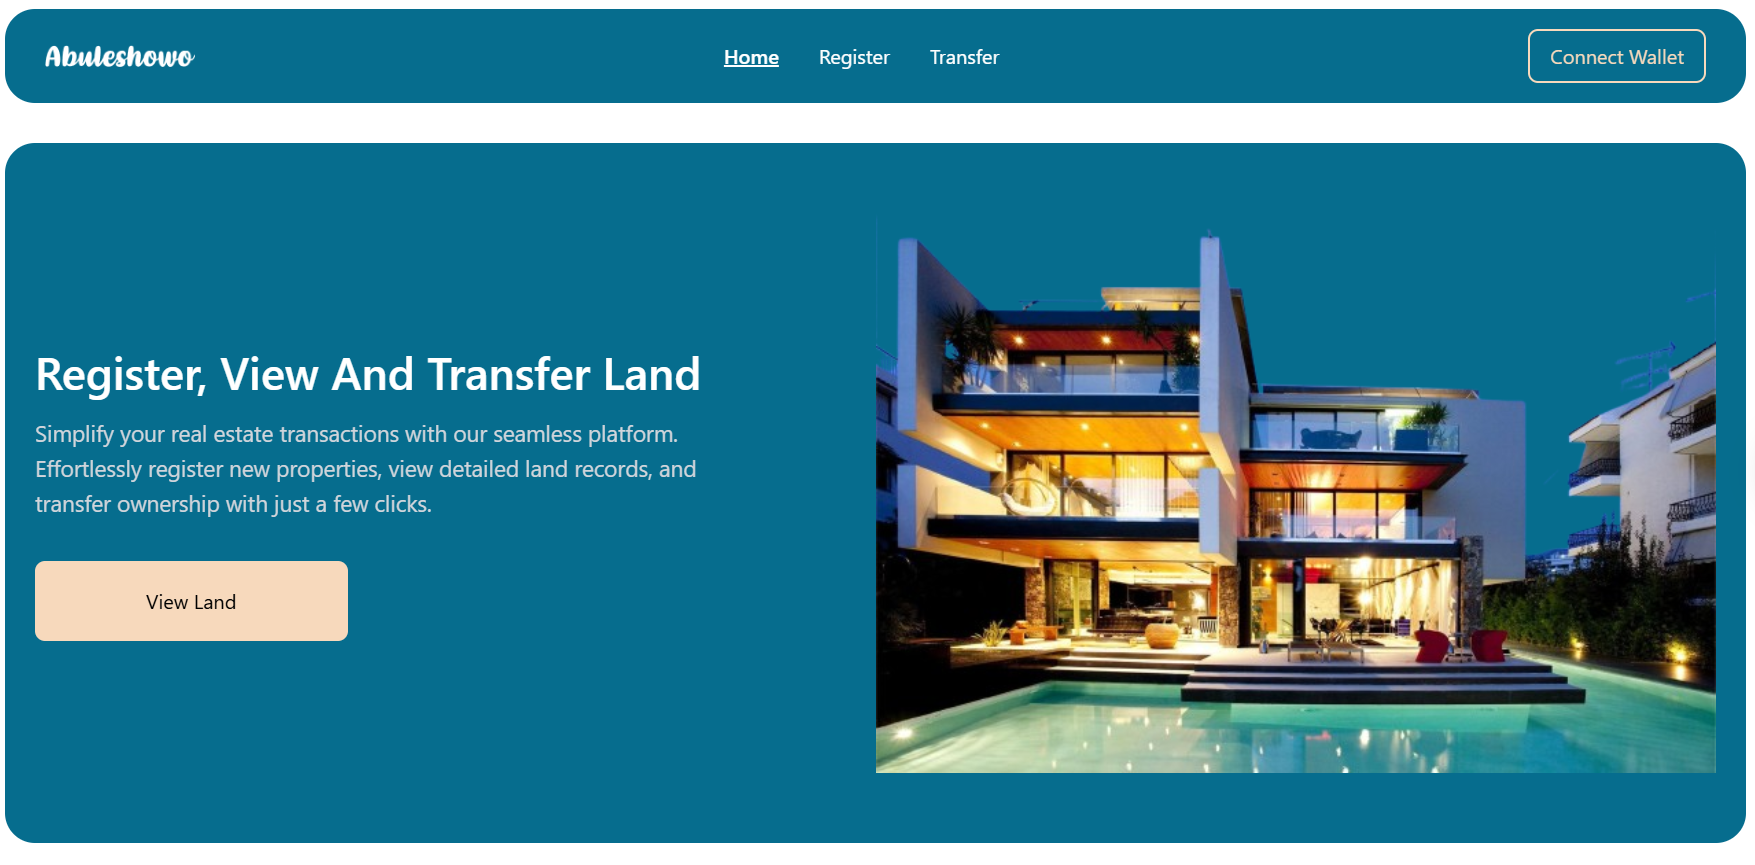 Abuleshowo
Home
Register
Transfer
Connect Wallet
Register, View And Transfer Land
Simplify your real estate transactions with our seamless platform.
Effortlessly register new properties, view detailed land records, and
transfer ownership with just a few clicks.
View Land